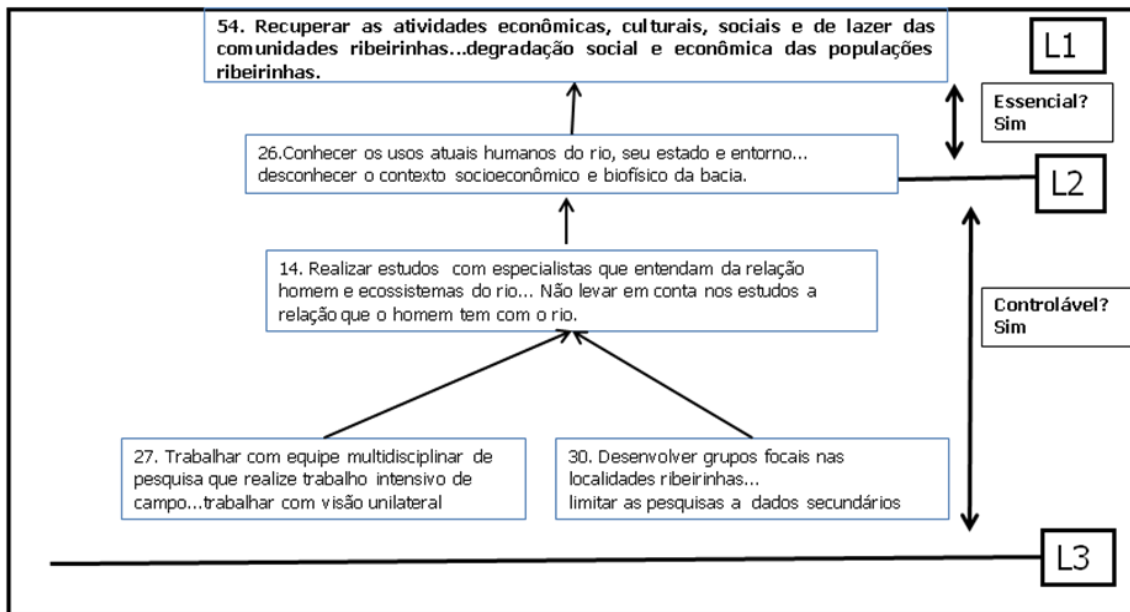 54. Recuperar as atividades econômicas, culturais, sociais e de lazer das
comunidades ribeirinhas...degradação social e econômica das populações
ribeirinhas.
L1
Essencial?
Sim
26.Conhecer os usos atuais humanos do rio, seu estado e entorno...
desconhecer o contexto socioeconômico e biofísico da bacia.
L2
14. Realizar estudos com especialistas que entendam da relação
homem e ecossistemas do rio... Não levar em conta nos estudos a
relação que o homem tem com o rio.
Controlável?
Sim
27. Trabalhar com equipe multidisciplinar de
pesquisa que realize trabalho intensivo de
campo...trabalhar com visão unilateral
30. Desenvolver grupos focais nas
localidades ribeirinhas...
limitar as pesquisas a dados secundários
L3